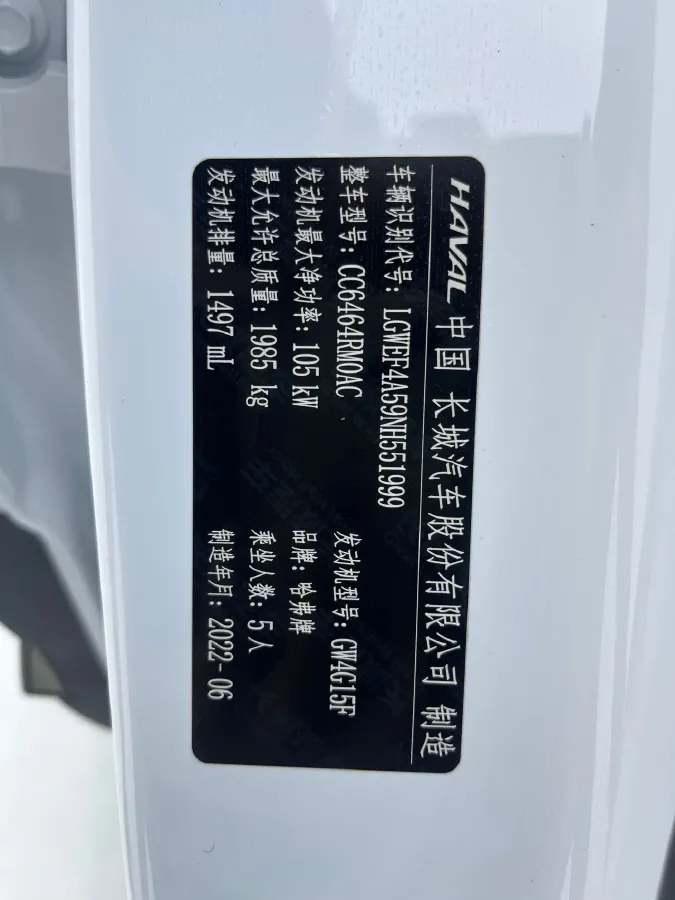 HAVAL 中国 长城汽车股份有限公司 制造
车辆识别代号: LGWEF4A59NH551999
整车型号: CC6464RM0AC 发动机型号: GW4G15F
发动机最大净功率: 105 kW 品牌: 哈弗牌
最大允许总质量: 1985 kg 乘坐人数: 5人
发动机排量: 1497 mL 制造年月: 2022-06